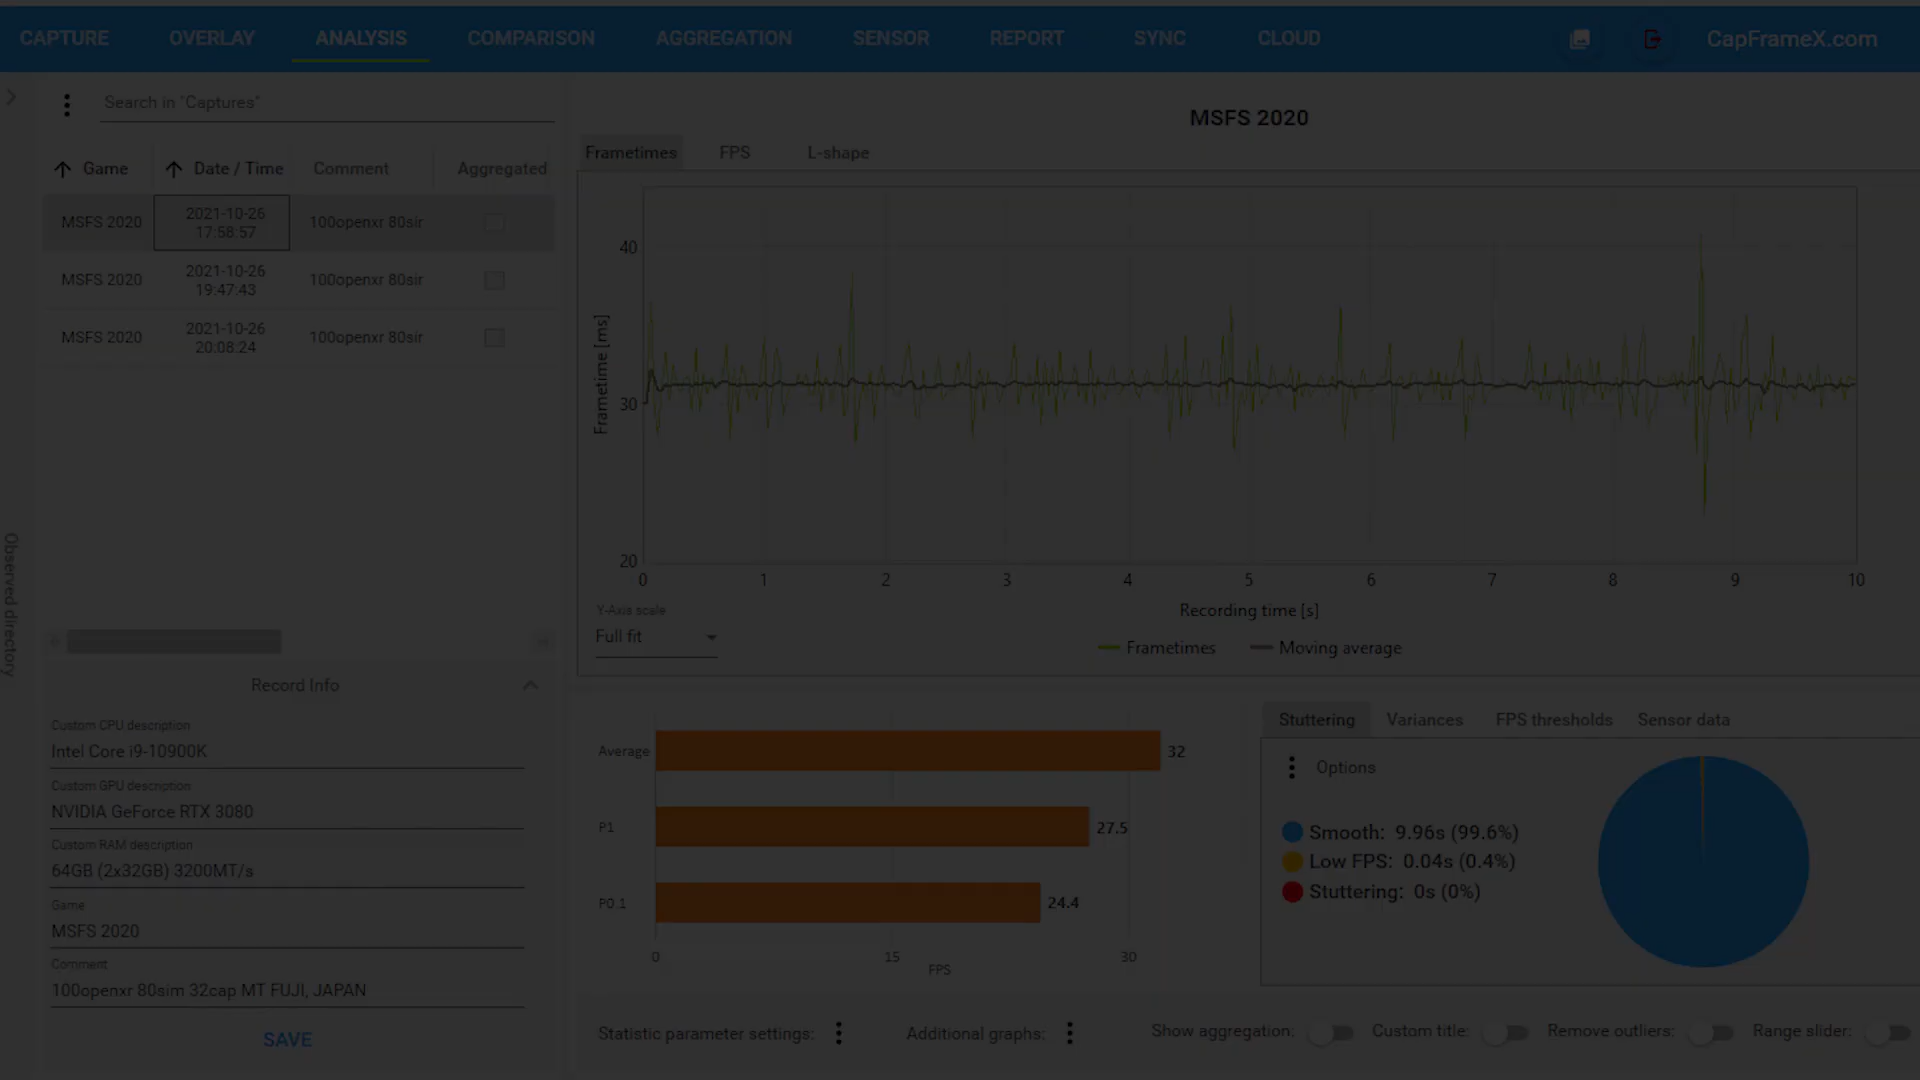 CAPTURE OVERLAY ANALYSIS COMPARISON AGGREGATION SENSOR REPORT SYNC CLOUD CapFrameX.com
Search in "Captures"
Game Date / Time Comment Aggregated
MSFS 2020 2021-10-26 17:58:57 100openxr 80sir
MSFS 2020 2021-10-26 19:47:43 100openxr 80sir
MSFS 2020 2021-10-26 20:08:24 100openxr 80sir
Observed directory
Record Info
Custom CPU description
Intel Core i9-10900K
Custom GPU description
NVIDIA GeForce RTX 3080
Custom RAM description
64GB (2x32GB) 3200MT/s
Game
MSFS 2020
Comment
100openxr 80sim 32cap MT FUJI, JAPAN
SAVE
MSFS 2020
Frametimes FPS L-shape
Frametime [ms]
40
30
20
0 1 2 3 4 5 6 7 8 9 10
Recording time [s]
Y-Axis scale
Full fit
Frametimes Moving average
Average 32
P1 27.5
P0.1 24.4
0 15 30
FPS
Stuttering Variances FPS thresholds Sensor data
Options
Smooth: 9.96s (99.6%)
Low FPS: 0.04s (0.4%)
Stuttering: 0s (0%)
Statistic parameter settings: Additional graphs: Show aggregation: Custom title: Remove outliers: Range slider: